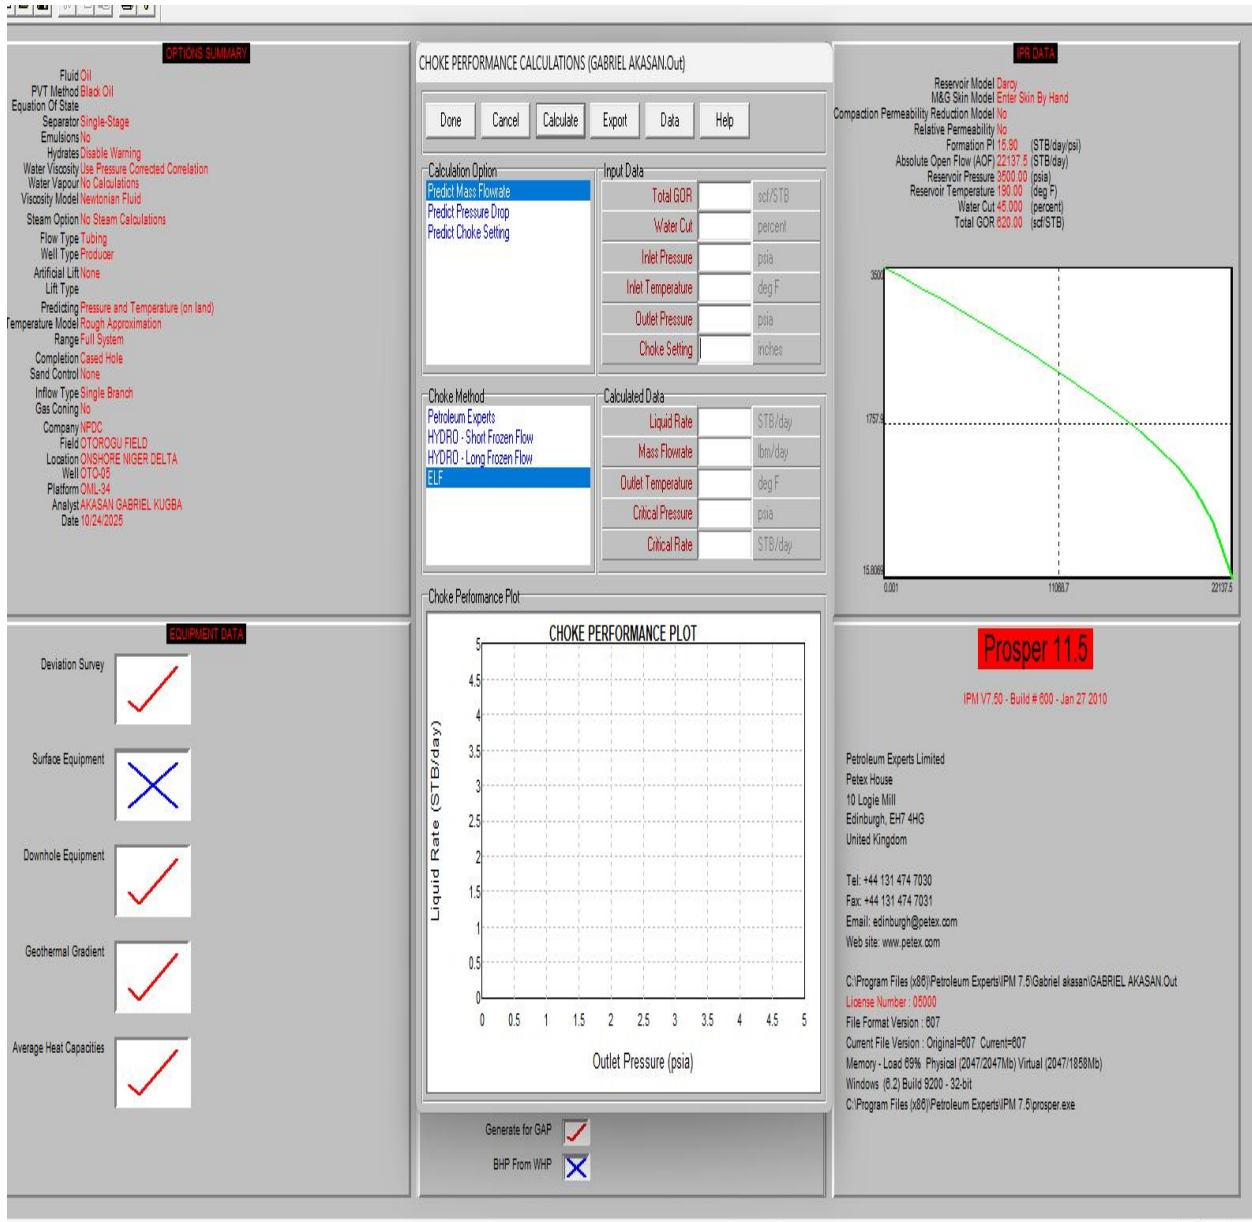 OPTIONS SUMMARY
Fluid Oil
PVT Method Black Oil
Equation Of State
Separator Single-Stage
Emulsions No
Hydrates Disable Warning
Water Viscosity Use Pressure Corrected Correlation
Water Vapour No Calculations
Viscosity Model Newtonian Fluid
Steam Option No Steam Calculations
Flow Type Tubing
Well Type Producer
Artificial Lift None
Lift Type
Predicting Pressure and Temperature (on land)
Temperature Model Rough Approximation
Range Full System
Completion Cased Hole
Sand Control None
Inflow Type Single Branch
Gas Coning No
Company NPDC
Field OTOROGU FIELD
Location ONSHORE NIGER DELTA
Well OTO-05
Platform OML-34
Analyst AKASAN GABRIEL KUGBA
Date 10/24/2025
EQUIPMENT DATA
Deviation Survey
Surface Equipment
Downhole Equipment
Geothermal Gradient
Average Heat Capacities
CHOKE PERFORMANCE CALCULATIONS (GABRIEL AKASAN.Out)
Done Cancel Calculate Export Data Help
Calculation Option
Predict Mass Flowrate
Predict Pressure Drop
Predict Choke Setting
Input Data
Total GOR scf/STB
Water Cut percent
Inlet Pressure psia
Inlet Temperature deg F
Outlet Pressure psia
Choke Setting inches
Choke Method
Petroleum Experts
HYDRO - Short Frozen Flow
HYDRO - Long Frozen Flow
ELF
Calculated Data
Liquid Rate STB/day
Mass Flowrate lbm/day
Outlet Temperature deg F
Critical Pressure psia
Critical Rate STB/day
Choke Performance Plot
CHOKE PERFORMANCE PLOT
Liquid Rate (STB/day)
5
4.5
4
3.5
3
2.5
2
1.5
1
0.5
0
0 0.5 1 1.5 2 2.5 3 3.5 4 4.5 5
Outlet Pressure (psia)
Generate for GAP
BHP From WHP
IPR DATA
Reservoir Model Darcy
M&G Skin Model Enter Skin By Hand
Compaction Permeability Reduction Model No
Relative Permeability No
Formation PI 15.90 (STB/day/psi)
Absolute Open Flow (AOF) 22137.5 (STB/day)
Reservoir Pressure 3500.00 (psia)
Reservoir Temperature 190.00 (deg F)
Water Cut 45.000 (percent)
Total GOR 620.00 (scf/STB)
3500
1757.9
15.8069
0.001 11068.7 22137.5
Prosper 11.5
IPM V7.50 - Build # 600 - Jan 27 2010
Petroleum Experts Limited
Petex House
10 Logie Mill
Edinburgh, EH7 4HG
United Kingdom
Tel: +44 131 474 7030
Fax: +44 131 474 7031
Email: edinburgh@petex.com
Web site: www.petex.com
C:\Program Files (x86)\Petroleum Experts\IPM 7.5\Gabriel akasan\GABRIEL AKASAN.Out
License Number : 05000
File Format Version : 607
Current File Version : Original=607 Current=607
Memory - Load 69% Physical (2047/2047Mb) Virtual (2047/1858Mb)
Windows (6.2) Build 9200 - 32-bit
C:\Program Files (x86)\Petroleum Experts\IPM 7.5\prosper.exe